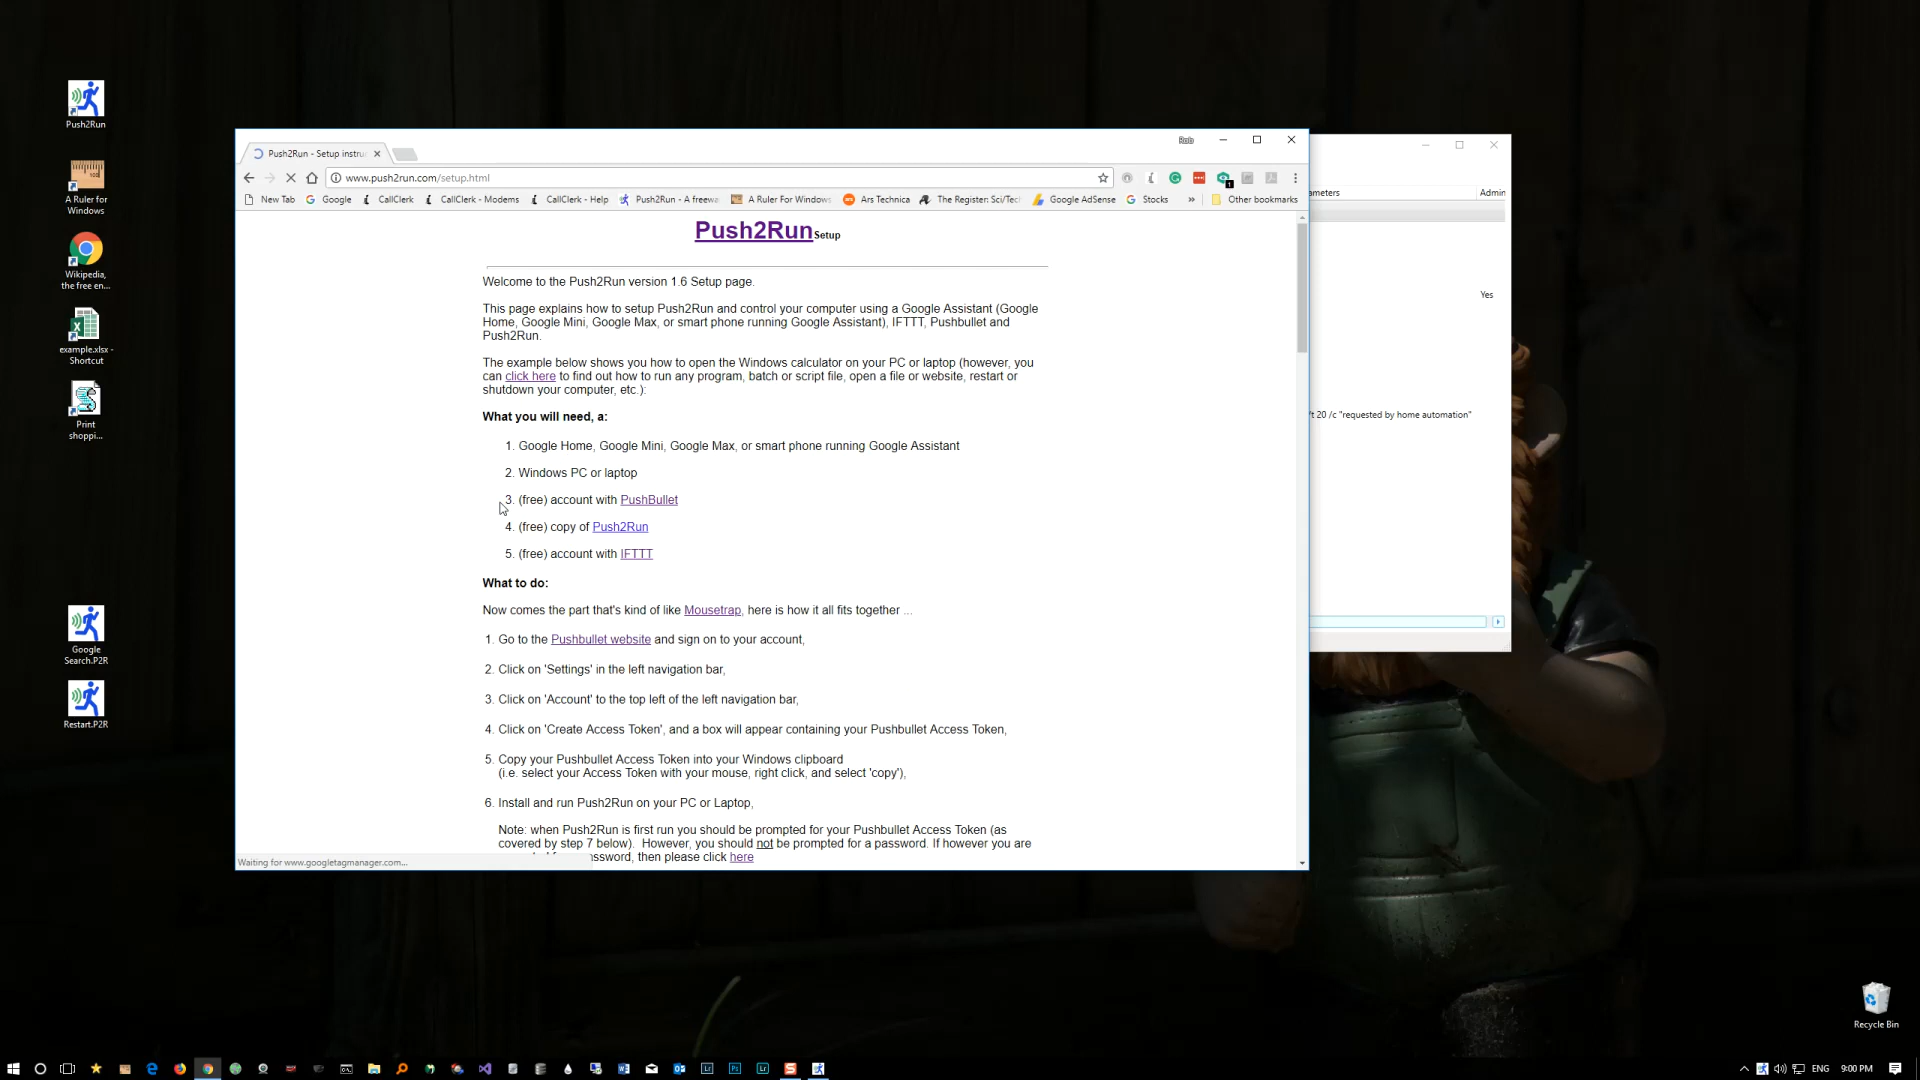 Push2Run
A Ruler for
Windows
Wikipedia,
the free en...
example.xlsx -
Shortcut
Print
shoppi...
Google
Search.P2R
Restart.P2R
Push2Run - Setup instru
www.push2run.com/setup.html
New Tab
Google
CallClerk
CallClerk - Modems
CallClerk - Help
Push2Run - A freewa
A Ruler For Windows
Ars Technica
The Register: Sci/Tec
Google AdSense
Stocks
»
Other bookmarks
Push2Run Setup
Welcome to the Push2Run version 1.6 Setup page.
This page explains how to setup Push2Run and control your computer using a Google Assistant (Google
Home, Google Mini, Google Max, or smart phone running Google Assistant), IFTTT, Pushbullet and
Push2Run.
The example below shows you how to open the Windows calculator on your PC or laptop (however, you
can click here to find out how to run any program, batch or script file, open a file or website, restart or
shutdown your computer, etc.):
What you will need, a:
1. Google Home, Google Mini, Google Max, or smart phone running Google Assistant
2. Windows PC or laptop
3. (free) account with PushBullet
4. (free) copy of Push2Run
5. (free) account with IFTTT
What to do:
Now comes the part that's kind of like Mousetrap, here is how it all fits together ...
1. Go to the Pushbullet website and sign on to your account,
2. Click on 'Settings' in the left navigation bar,
3. Click on 'Account' to the top left of the left navigation bar,
4. Click on 'Create Access Token', and a box will appear containing your Pushbullet Access Token,
5. Copy your Pushbullet Access Token into your Windows clipboard
(i.e. select your Access Token with your mouse, right click, and select 'copy'),
6. Install and run Push2Run on your PC or Laptop,
Note: when Push2Run is first run you should be prompted for your Pushbullet Access Token (as
covered by step 7 below). However, you should not be prompted for a password. If however you are
ssword, then please click here
Waiting for www.googletagmanager.com...
ameters
Admin
Yes
't 20 /c "requested by home automation"
Recycle Bin
ENG
9:00 PM